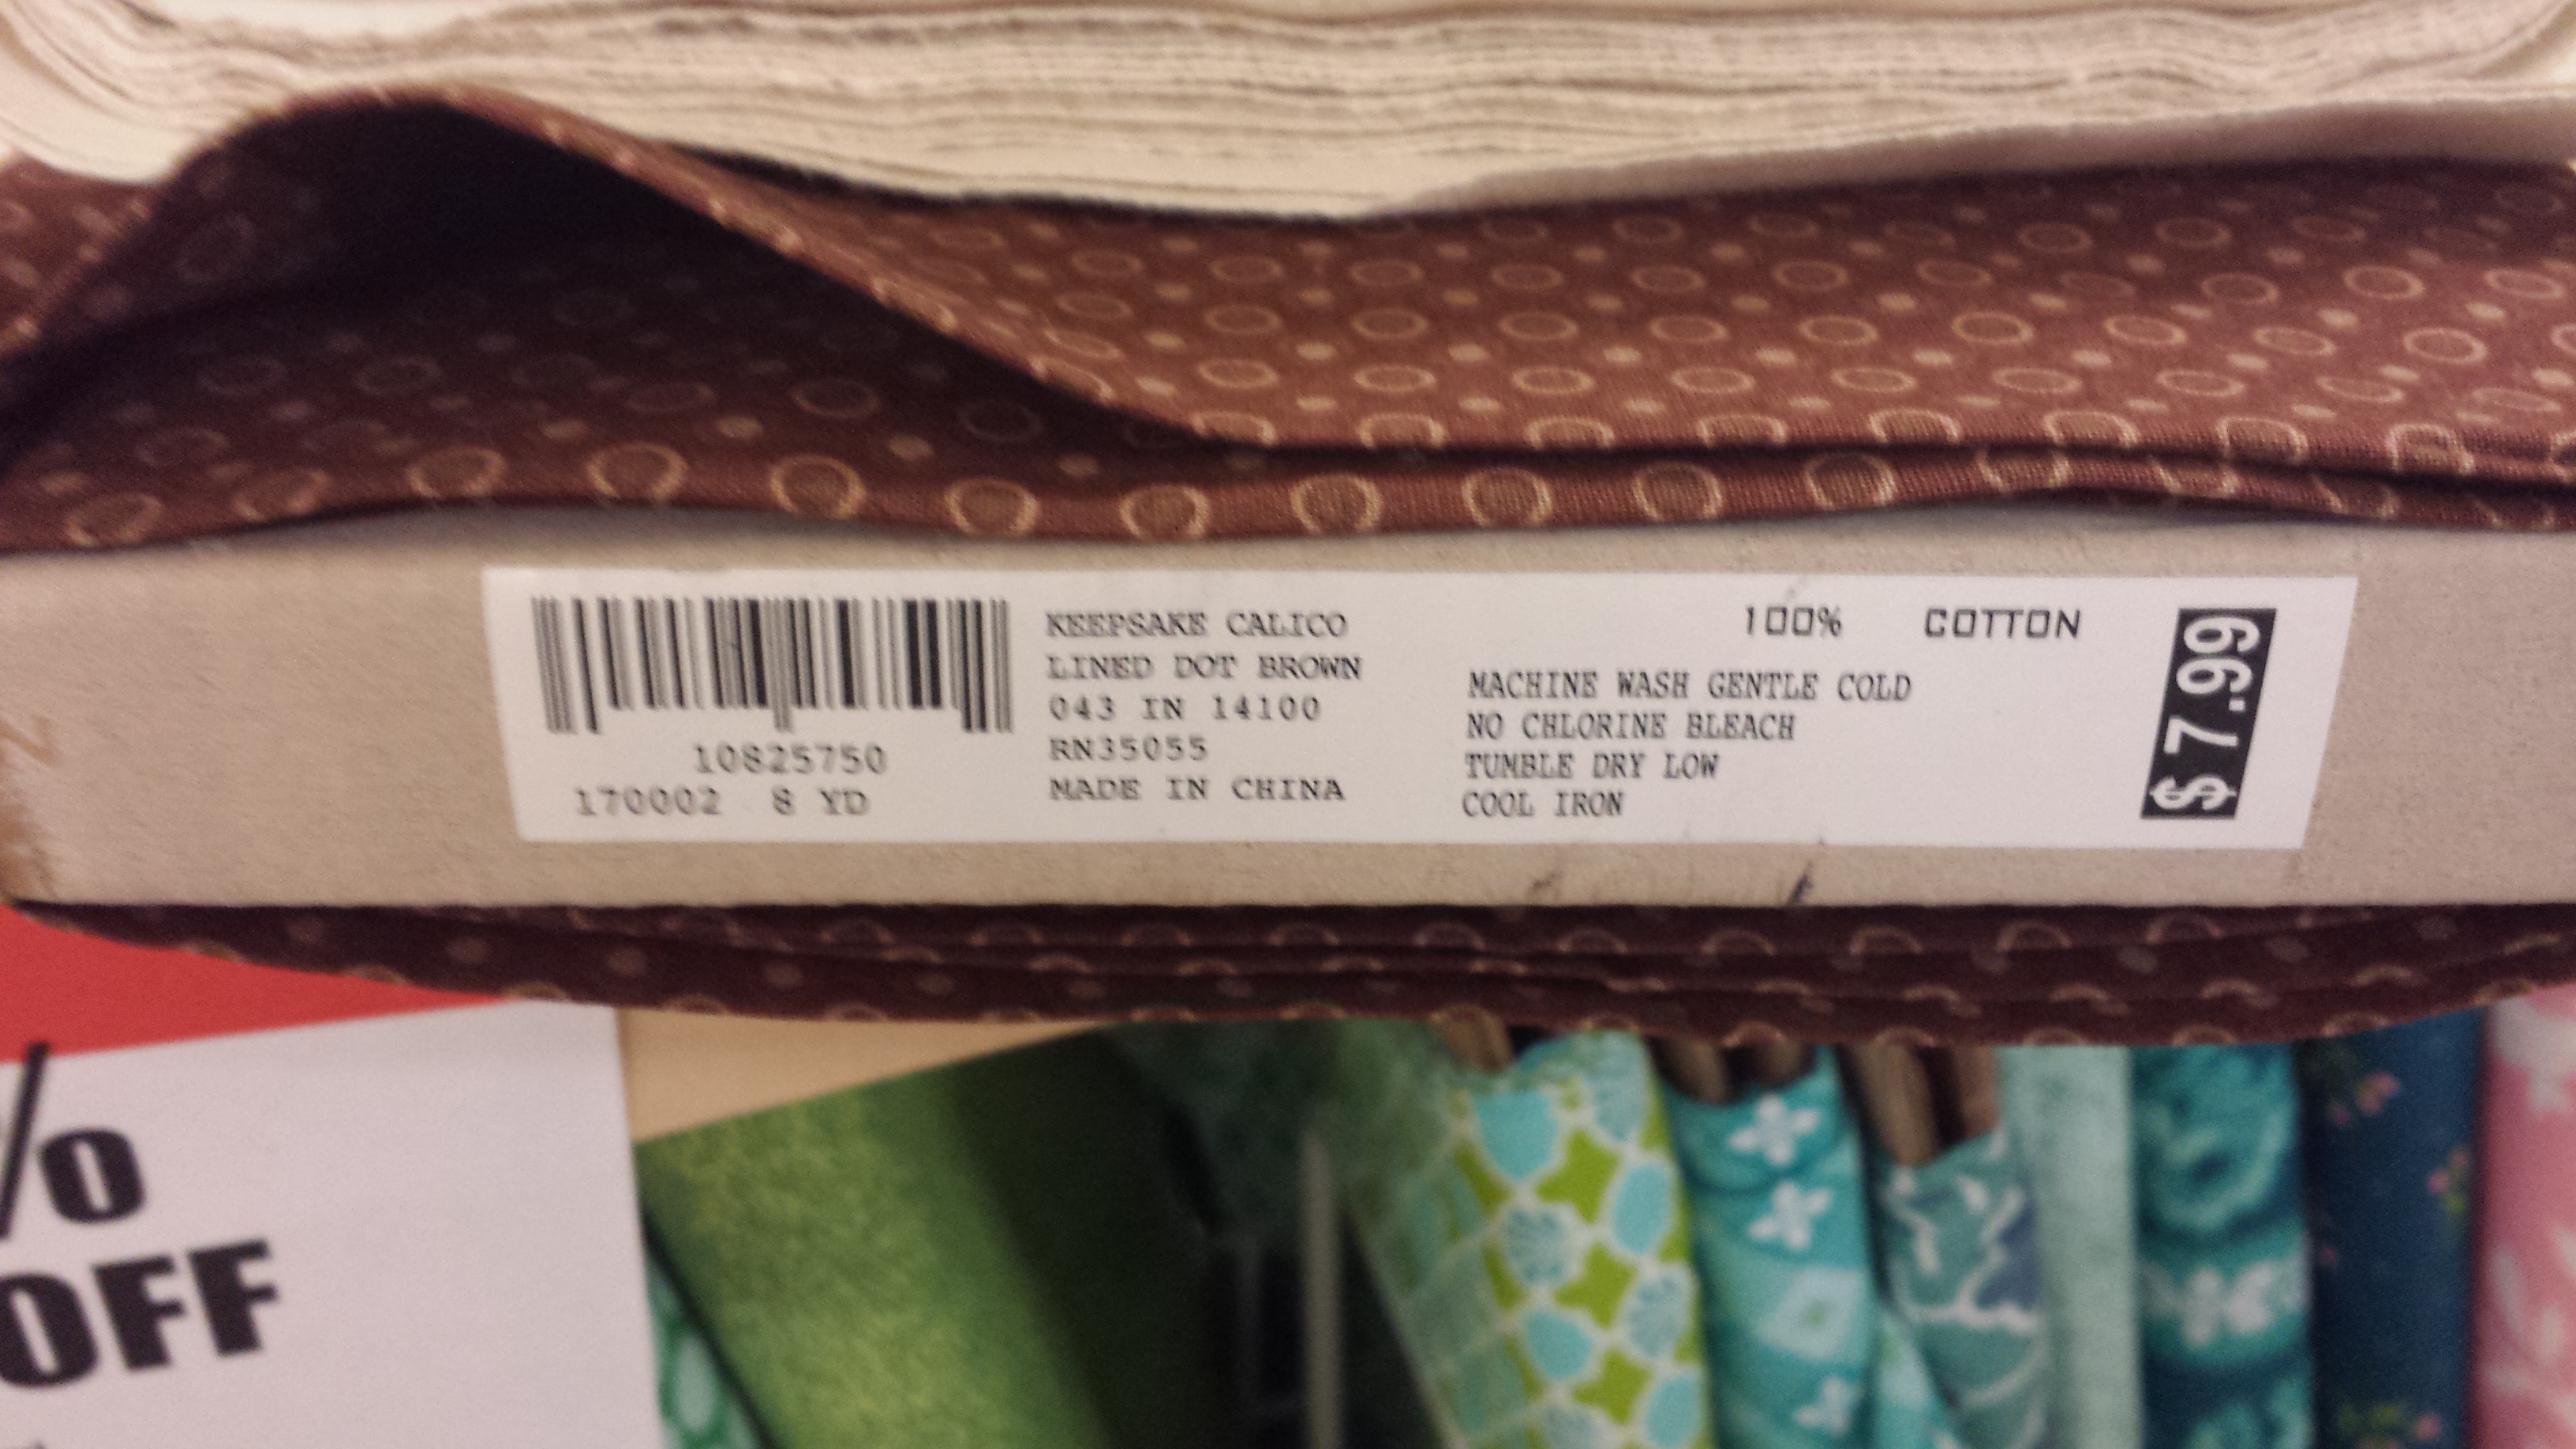 10825750
170002 8 YD
KEEPSAKE CALICO
LINED DOT BROWN
043 IN 14100
RN35055
MADE IN CHINA
100% COTTON
MACHINE WASH GENTLE COLD
NO CHLORINE BLEACH
TUMBLE DRY LOW
COOL IRON
$7.99
%
OFF